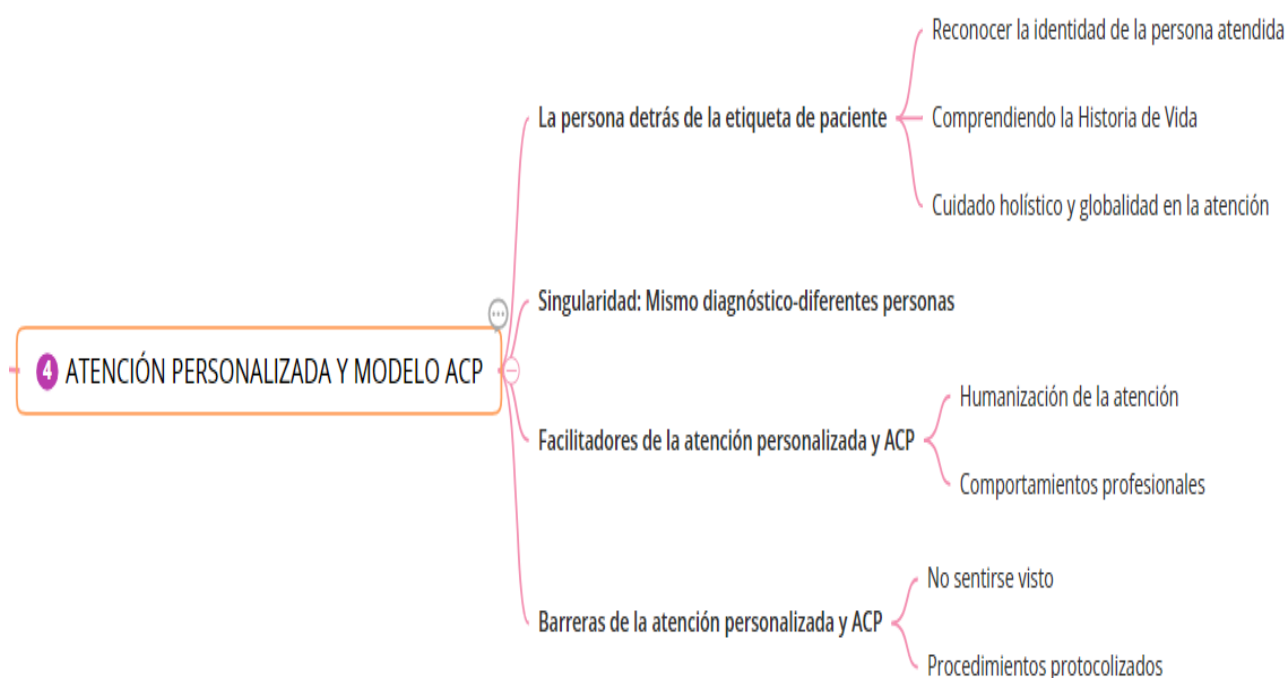 Reconocer la identidad de la persona atendida
La persona detrás de la etiqueta de paciente
Comprendiendo la Historia de Vida
Cuidado holístico y globalidad en la atención
Singularidad: Mismo diagnóstico-diferentes personas
4 ATENCIÓN PERSONALIZADA Y MODELO ACP
Humanización de la atención
Facilitadores de la atención personalizada y ACP
Comportamientos profesionales
No sentirse visto
Barreras de la atención personalizada y ACP
Procedimientos protocolizados